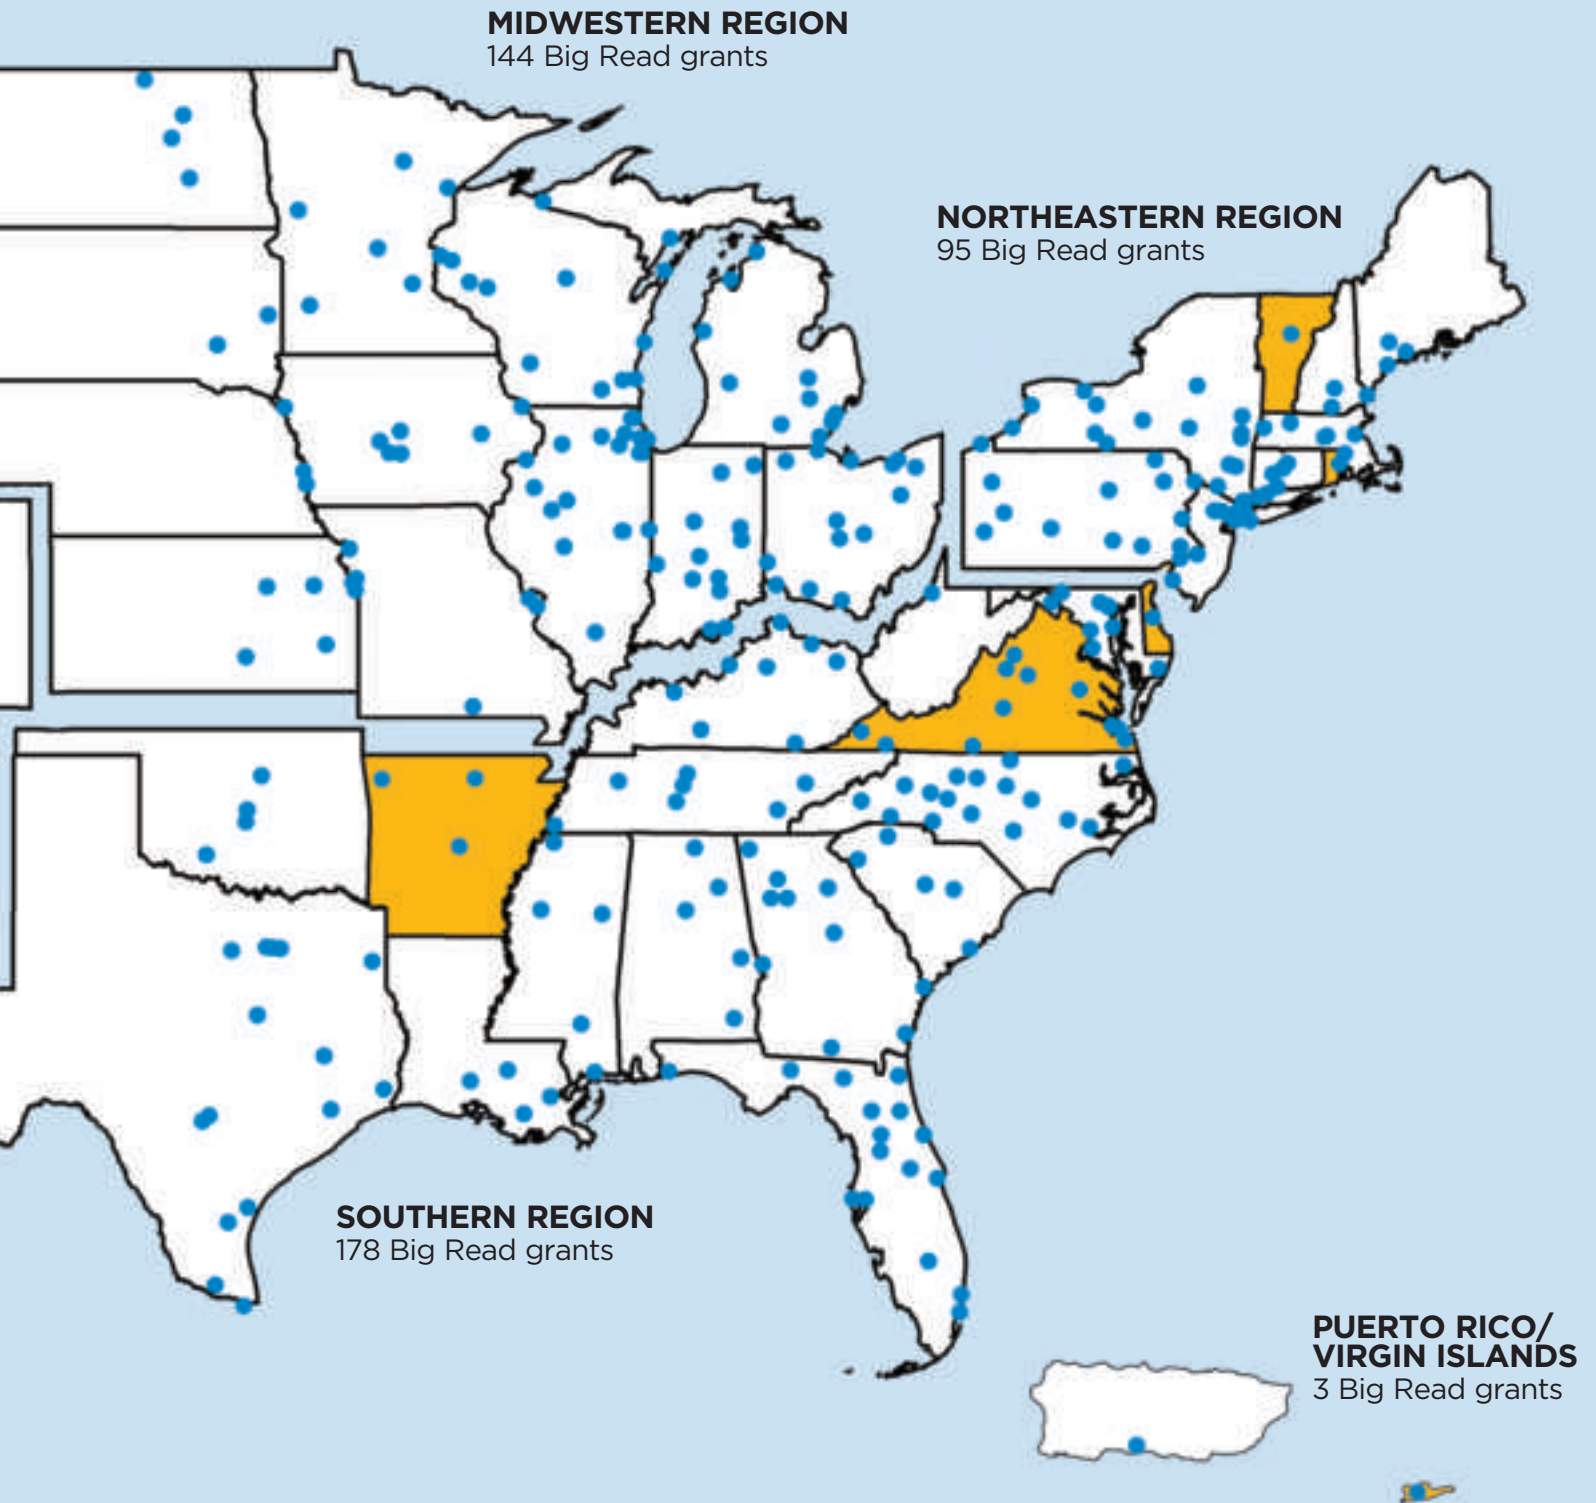 MIDWESTERN REGION
144 Big Read grants
NORTHEASTERN REGION
95 Big Read grants
SOUTHERN REGION
178 Big Read grants
PUERTO RICO/
VIRGIN ISLANDS
3 Big Read grants